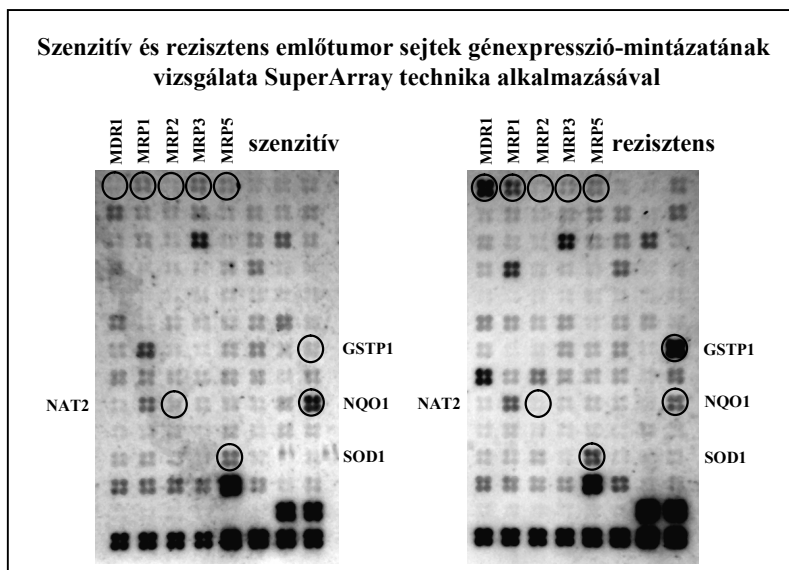 Szenzitív és rezisztens emlőtumor sejtek génexpresszió-mintázatának
vizsgálata SuperArray technika alkalmazásával
MDR1
MRP1
MRP2
MRP3
MRP5
szenzitív
MDR1
MRP1
MRP2
MRP3
MRP5
rezisztens
GSTP1
GSTP1
NAT2
NQO1
NAT2
NQO1
SOD1
SOD1